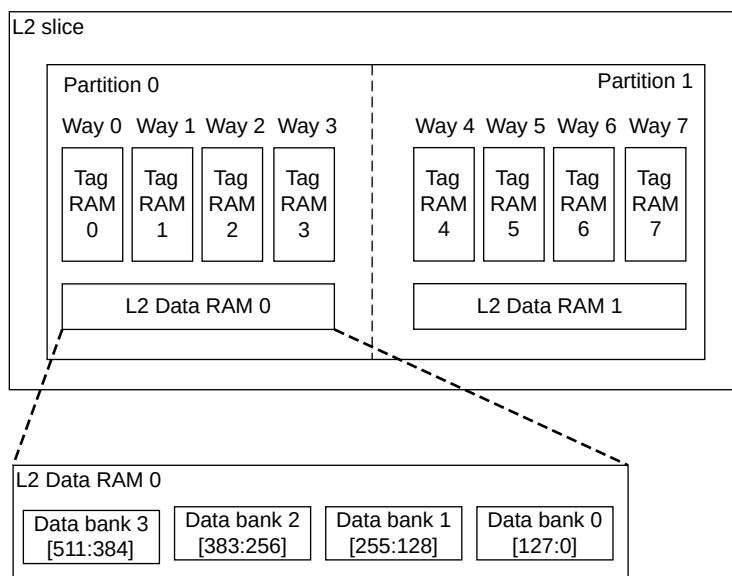 L2 slice
Partition 0
Partition 1
Way 0 Way 1 Way 2 Way 3
Way 4 Way 5 Way 6 Way 7
Tag
RAM
0
Tag
RAM
1
Tag
RAM
2
Tag
RAM
3
Tag
RAM
4
Tag
RAM
5
Tag
RAM
6
Tag
RAM
7
L2 Data RAM 0
L2 Data RAM 1
L2 Data RAM 0
Data bank 3
[511:384]
Data bank 2
[383:256]
Data bank 1
[255:128]
Data bank 0
[127:0]